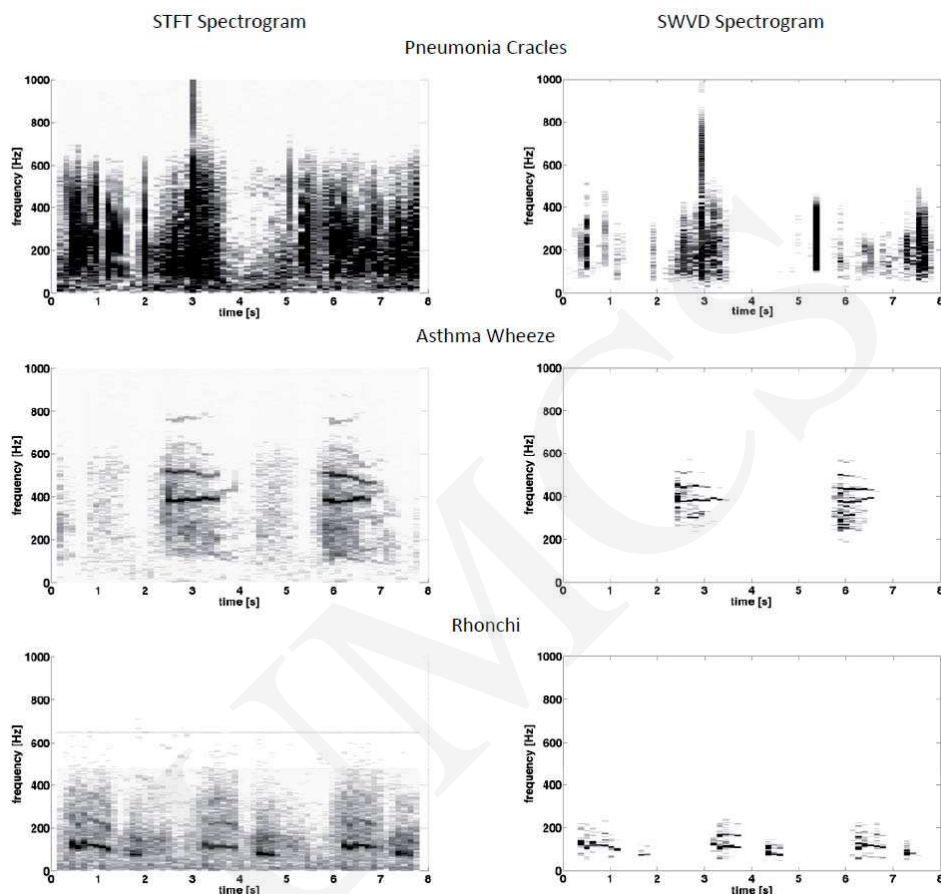 STFT Spectrogram SWVD Spectrogram
Pneumonia Cracles
1000 1000
800 800
600 600
400 400
200 200
0 0
frequency [Hz] frequency [Hz]
0 1 2 3 4 5 6 7 8 0 1 2 3 4 5 6 7 8
time [s] time [s]
Asthma Wheeze
1000 1000
800 800
600 600
400 400
200 200
0 0
frequency [Hz] frequency [Hz]
0 1 2 3 4 5 6 7 8 0 1 2 3 4 5 6 7 8
time [s] time [s]
Rhonchi
1000 1000
800 800
600 600
400 400
200 200
0 0
frequency [Hz] frequency [Hz]
0 1 2 3 4 5 6 7 8 0 1 2 3 4 5 6 7 8
time [s] time [s]
UMCS